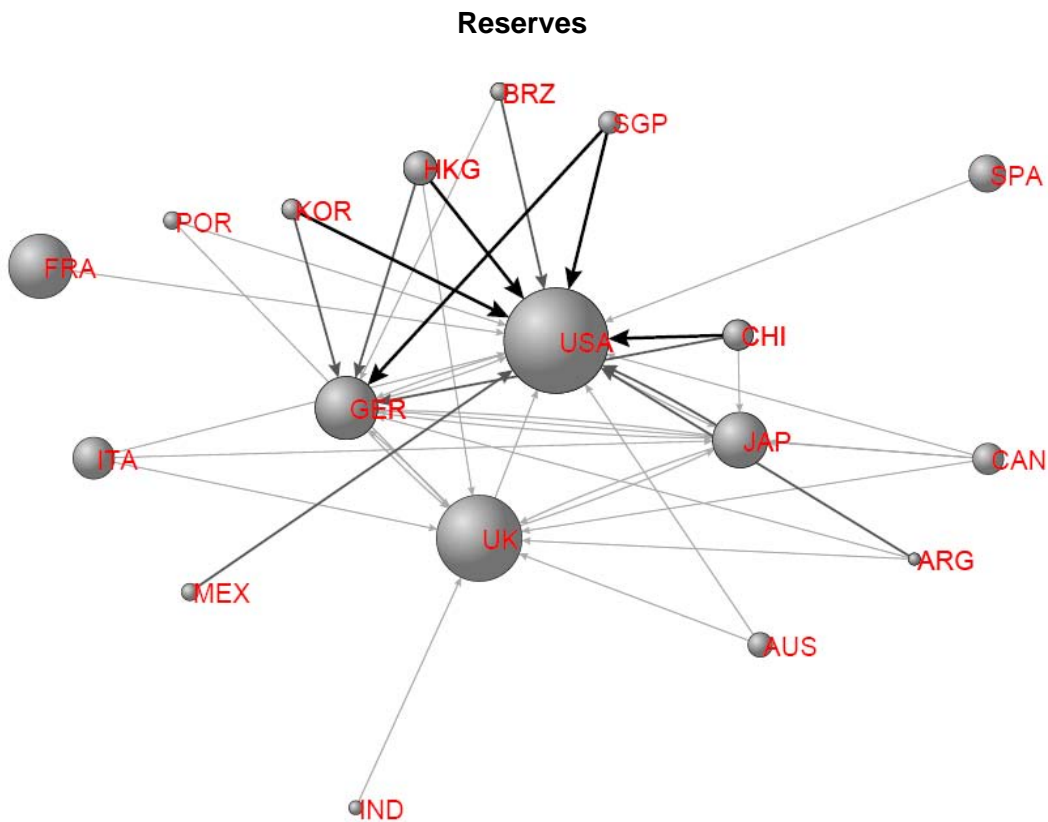 Reserves
BRZ
SGP
HKG
SPA
KOR
POR
FRA
USA
CHI
GER
JAP
ITA
CAN
UK
ARG
MEX
AUS
IND